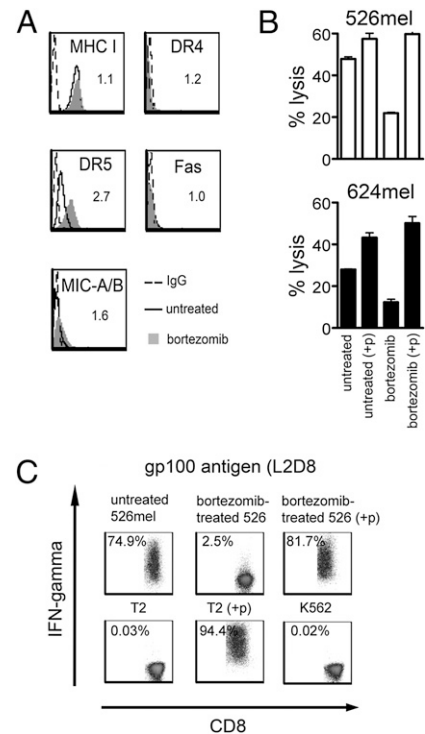 A
MHC I
1.1
DR4
1.2
DR5
2.7
Fas
1.0
MIC-A/B
1.6
IgG
untreated
bortezomib
B
526mel
% lysis
60
40
20
0
624mel
% lysis
60
40
20
0
untreated
untreated (+p)
bortezomib
bortezomib (+p)
C
gp100 antigen (L2D8
untreated 526mel
bortezomib-treated 526
bortezomib-treated 526 (+p)
74.9%
2.5%
81.7%
T2
T2 (+p)
K562
0.03%
94.4%
0.02%
IFN-gamma
CD8